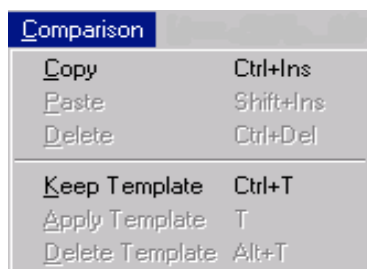 Comparison
Copy Ctrl+Ins
Paste Shift+Ins
Delete Ctrl+Del
Keep Template Ctrl+T
Apply Template T
Delete Template Alt+T